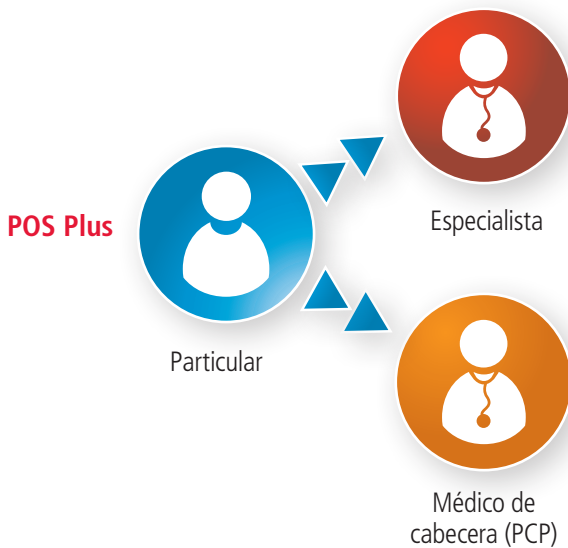 Especialista
POS Plus
Particular
Médico de
cabecera (PCP)